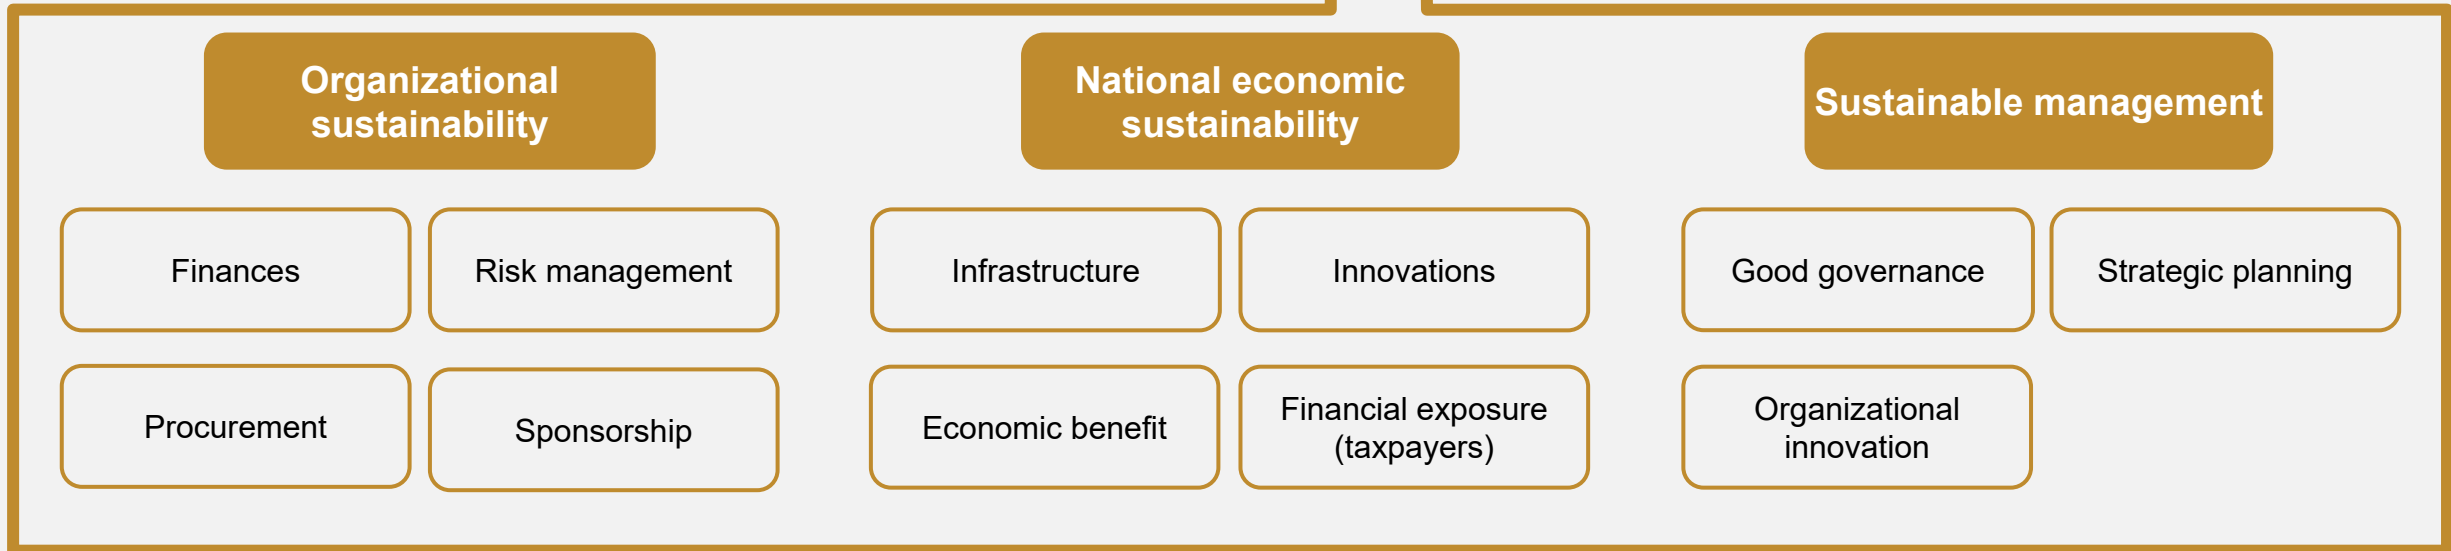 Organizational
sustainability
Finances
Risk management
Procurement
Sponsorship
National economic
sustainability
Infrastructure
Innovations
Economic benefit
Financial exposure
(taxpayers)
Sustainable management
Good governance
Strategic planning
Organizational
innovation